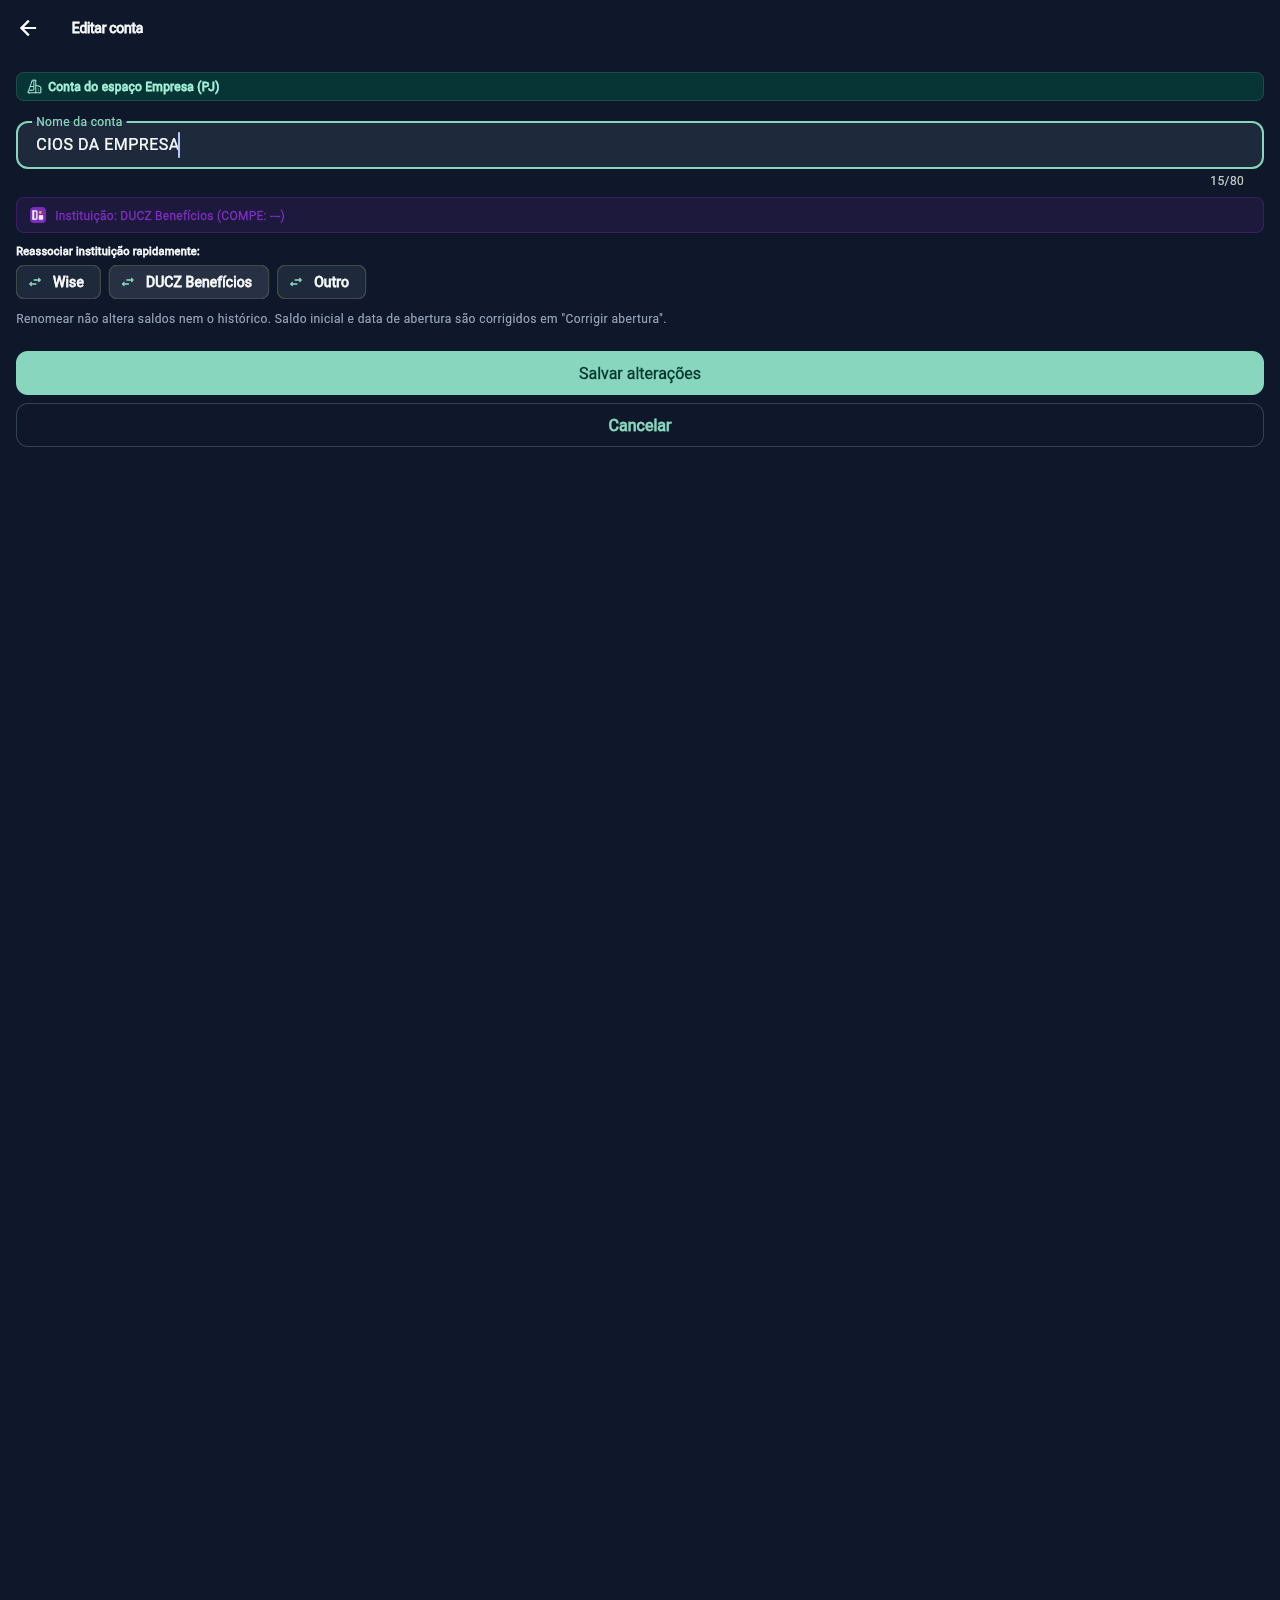 Editar conta
Conta do espaço Empresa (PJ)
Nome da conta
CIOS DA EMPRESA
15/80
Instituição: DUCZ Benefícios (COMPE: —)
Reassociar instituição rapidamente:
Wise
DUCZ Benefícios
Outro
Renomear não altera saldos nem o histórico. Saldo inicial e data de abertura são corrigidos em "Corrigir abertura".
Salvar alterações
Cancelar